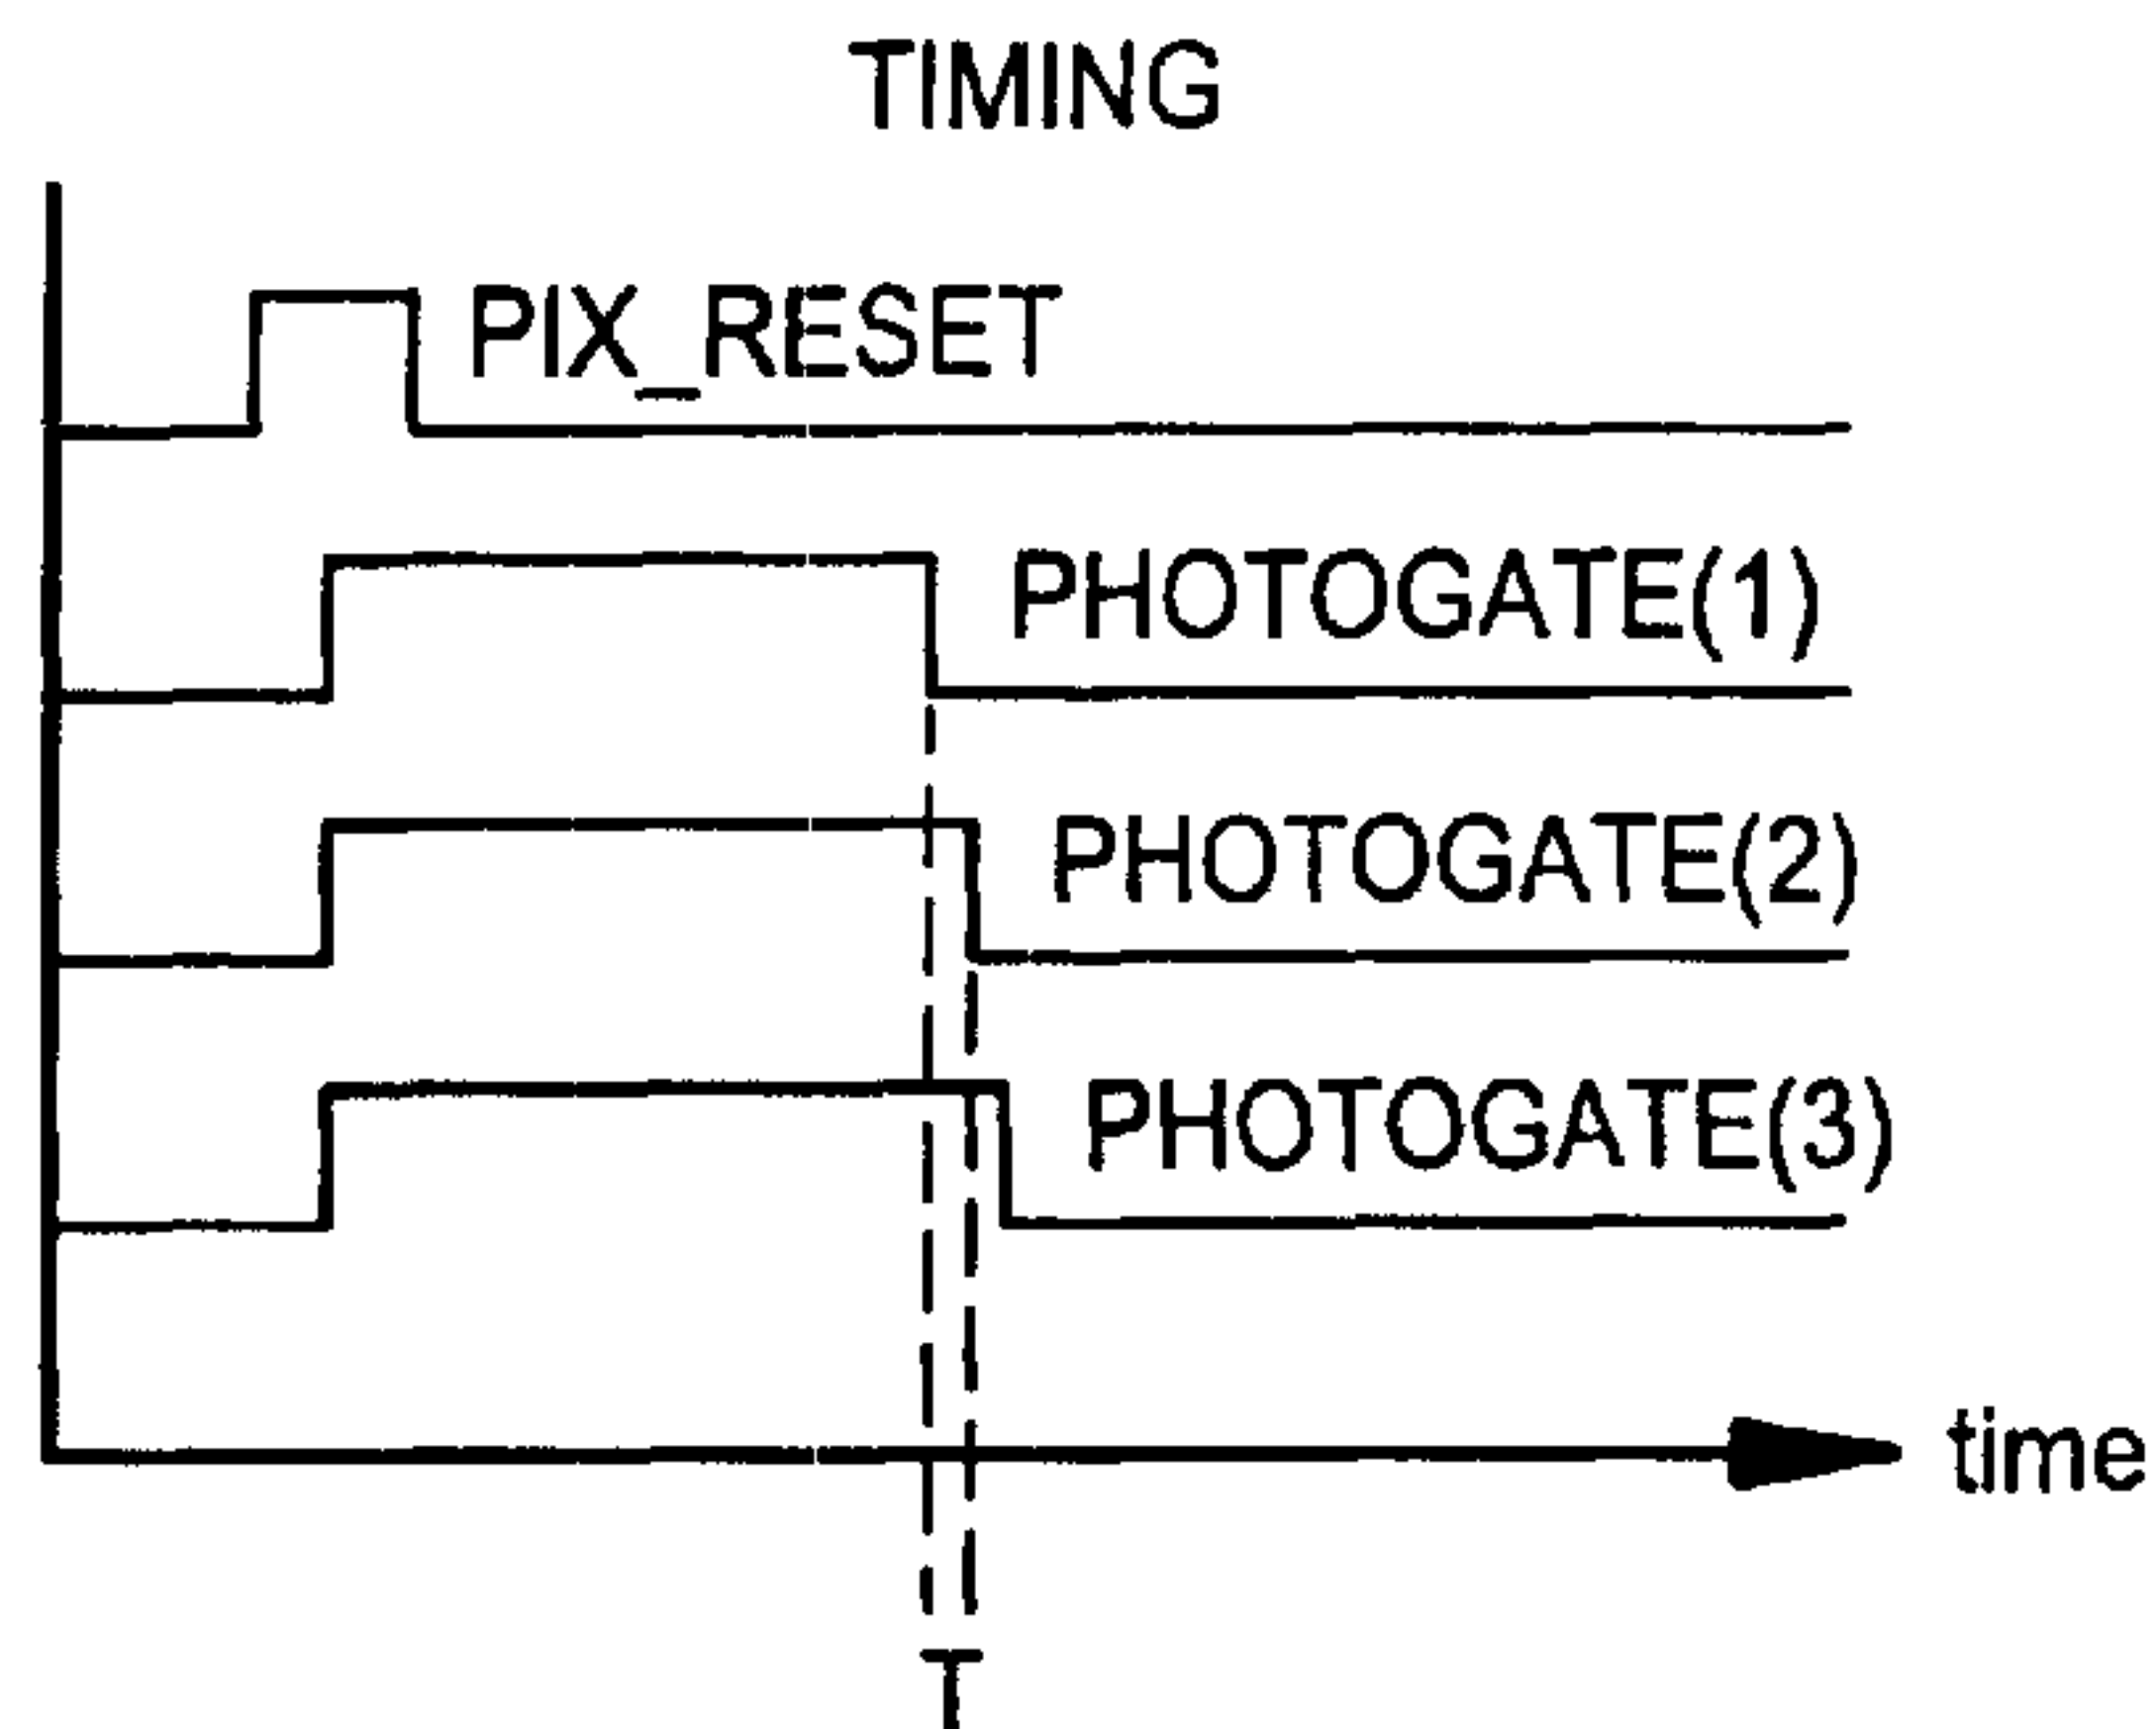 TIMING
PIX_RESET
PHOTOGATE(1)
PHOTOGATE(2)
PHOTOGATE(3)
time
T